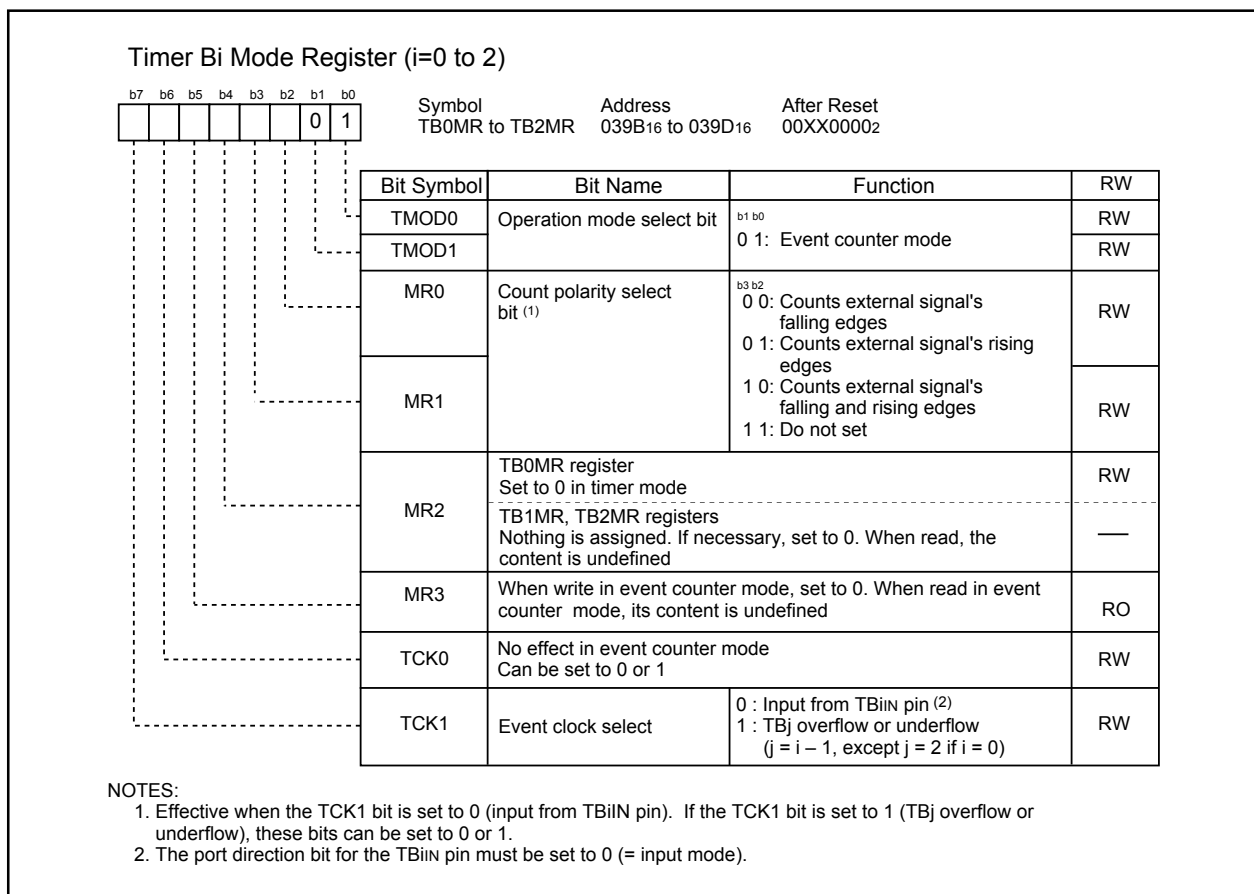 Timer Bi Mode Register (i=0 to 2)
b7 b6 b5 b4 b3 b2 b1 b0
0 1
Symbol Address After Reset
TB0MR to TB2MR 039B16 to 039D16 00XX00002
Bit Symbol Bit Name Function RW
TMOD0 Operation mode select bit b1 b0 RW
0 1: Event counter mode
TMOD1 RW
MR0 Count polarity select
bit (1)
b3 b2
0 0: Counts external signal's
falling edges
RW
0 1: Counts external signal's rising
edges
MR1
1 0: Counts external signal's
falling and rising edges
1 1: Do not set
RW
MR2
TB0MR register
Set to 0 in timer mode
RW
TB1MR, TB2MR registers
Nothing is assigned. If necessary, set to 0. When read, the
content is undefined
—
MR3
When write in event counter mode, set to 0. When read in event
counter mode, its content is undefined
RO
TCK0
No effect in event counter mode
Can be set to 0 or 1
RW
TCK1
Event clock select
0 : Input from TBiIN pin (2)
1 : TBj overflow or underflow
(j = i – 1, except j = 2 if i = 0)
RW
NOTES:
1. Effective when the TCK1 bit is set to 0 (input from TBiIN pin). If the TCK1 bit is set to 1 (TBj overflow or
underflow), these bits can be set to 0 or 1.
2. The port direction bit for the TBiIN pin must be set to 0 (= input mode).